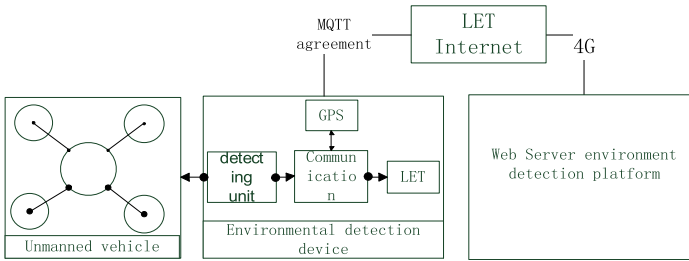 MQTT
agreement
LET
Internet
4G
GPS
detect
ing
unit
Commun
icatio
n
LET
Web Server environment
detection platform
Unmanned vehicle
Environmental detection
device